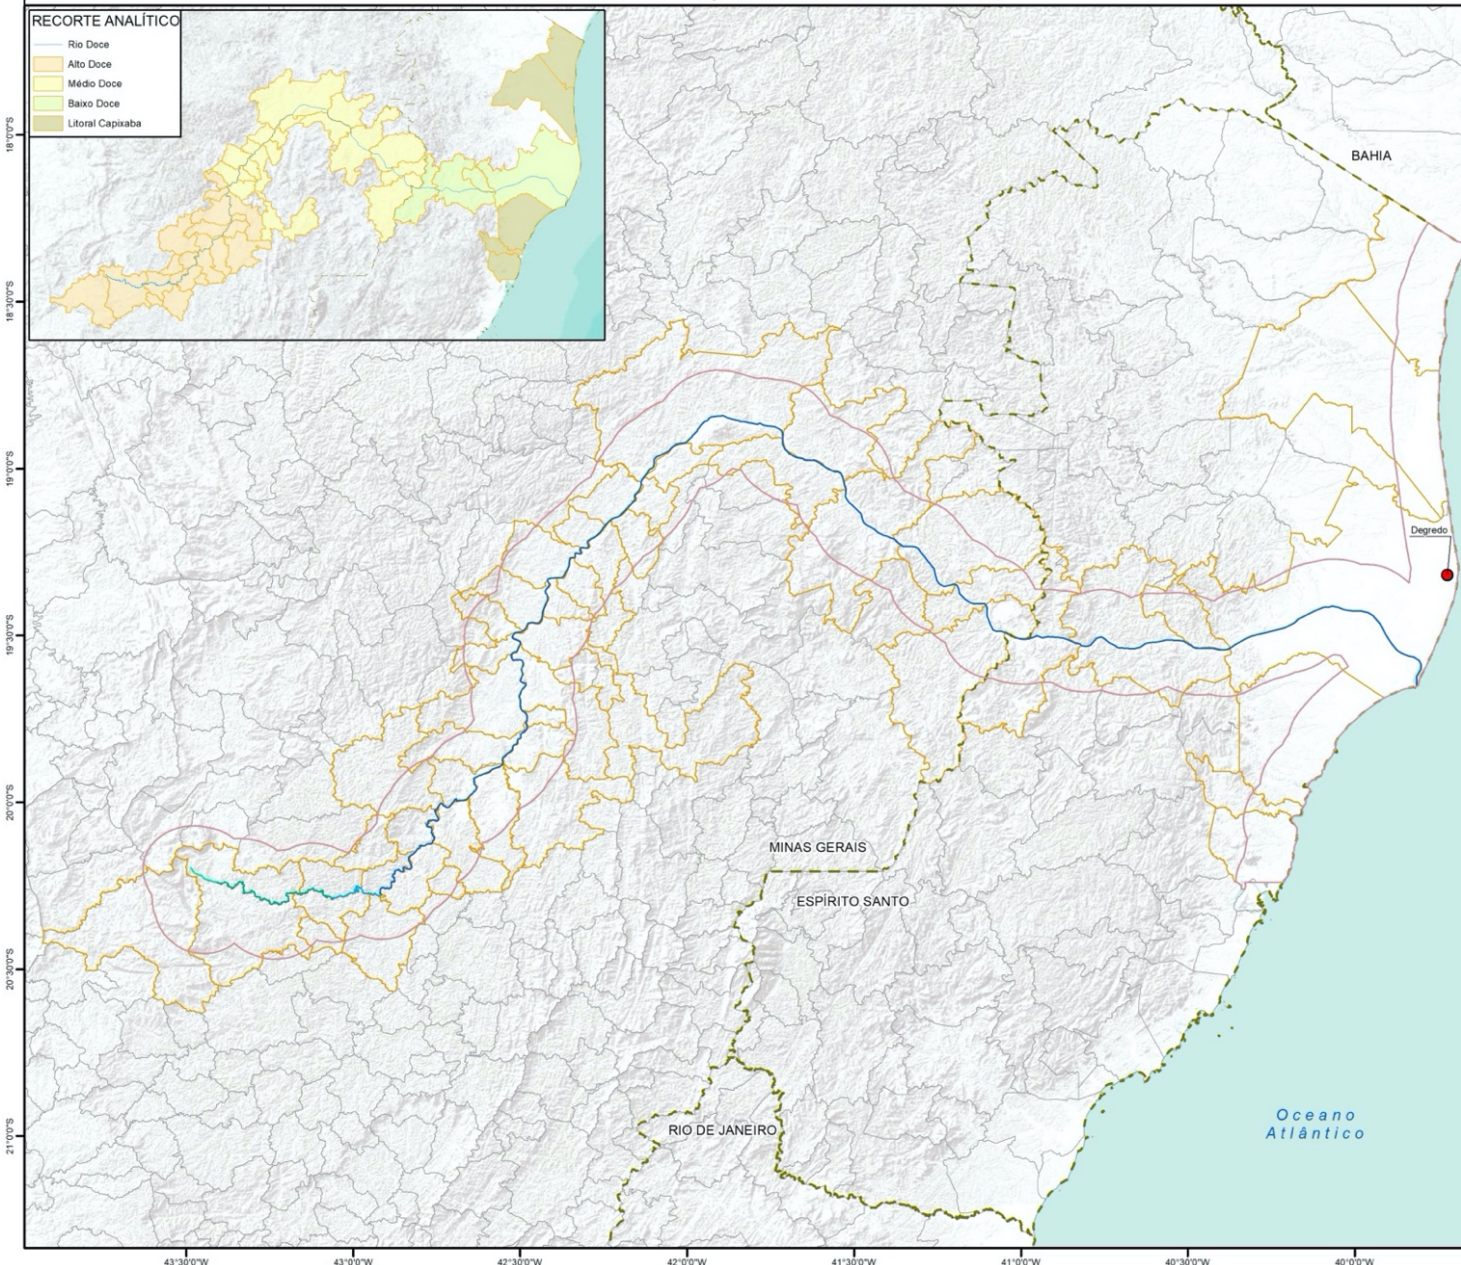 RECORTE ANALÍTICO
Rio Doce
Alto Doce
Médio Doce
Baixo Doce
Litoral Capixaba
BAHIA
Degredo
MINAS GERAIS
ESPÍRITO SANTO
RIO DE JANEIRO
Oceano
Atlântico
18°0'0"S
18°30'0"S
19°0'0"S
19°30'0"S
20°0'0"S
20°30'0"S
21°0'0"S
43°30'0"W
43°0'0"W
42°30'0"W
42°0'0"W
41°30'0"W
41°0'0"W
40°30'0"W
40°0'0"W